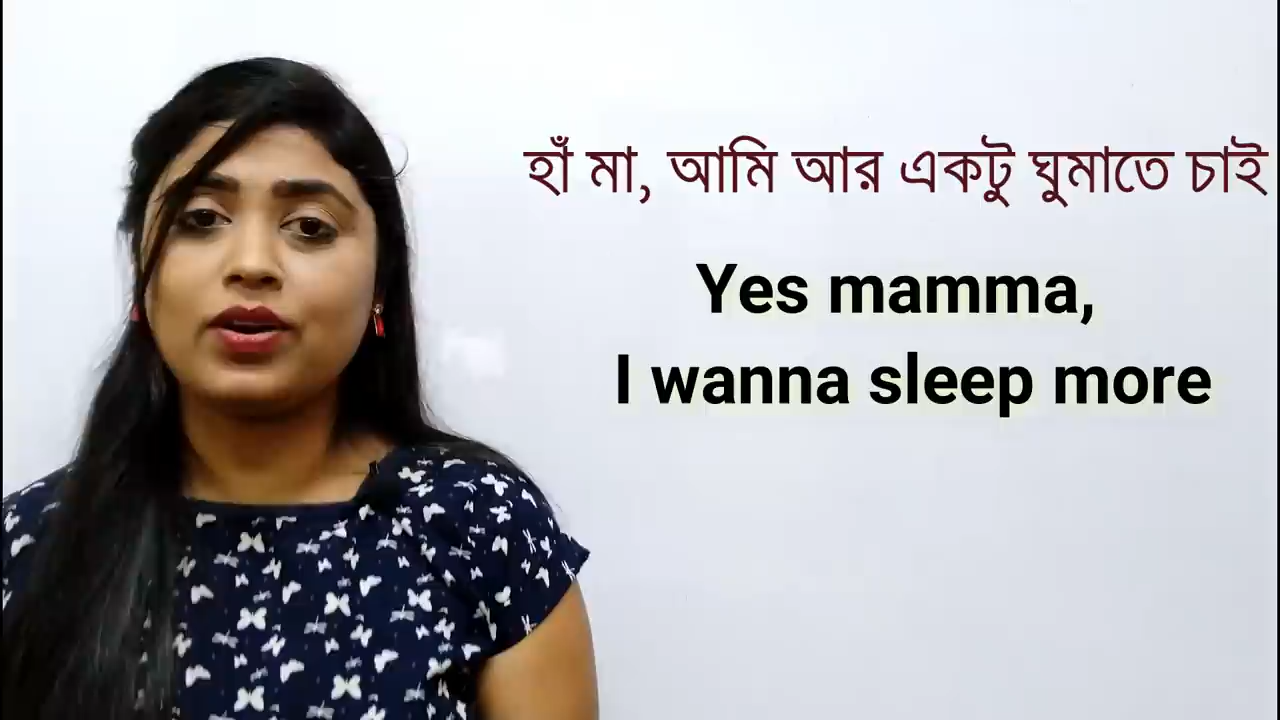 হাঁ মা, আমি আর একটু ঘুমাতে চাই
Yes mamma,
I wanna sleep more